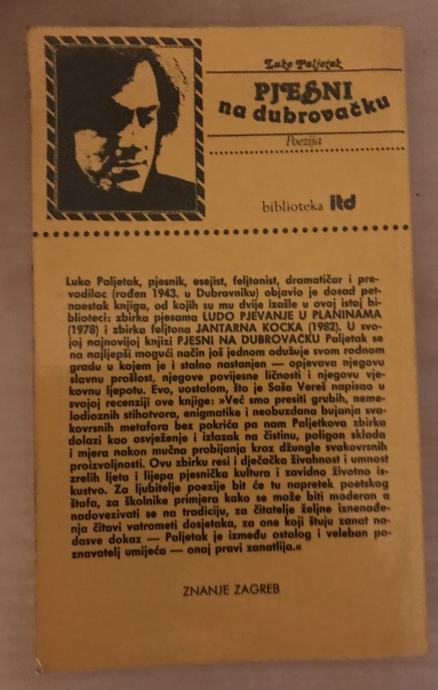 Luko Paljetak
PJESNI
na dubrovačku
Poezija
biblioteka itd
Luko Paljetak, pjesnik, esejist, feljtonist, dramatičar i pre-
vodilac (rođen 1943. u Dubrovniku) objavio je dosad pet-
naestak knjiga, od kojih su mu dvije izašle u ovoj istoj bi-
blioteci: zbirka pjesama LUDO PJEVANJE U PLANINAMA
(1978) i zbirka feljtona JANTARNA KOCKA (1982). U svo-
joj najnovijoj knjizi PJESNI NA DUBROVAČKU Paljetak se
na najljepši mogući način još jednom odužuje svom rodnom
gradu u kojem je i stalno nastanjen — opjevava njegovu
slavnu prošlost, njegove povijesne ličnosti i njegovu vje-
kovnu ljepotu. Evo, uostalom, što je Saša Vereš napisao u
svojoj recenziji ove knjige: »Već smo presiti grubih, neme-
lodioznih stihotvora, enigmatike i neobuzdana bujanja sva-
kovrsnih metafora bez pokrića pa nam Paljetkova zbirka
dolazi kao osvježenje i izlazak na čistinu, poligon sklada
i mjera nakon mučna probijanja kroz džungle svakovrsnih
proizvoljnosti. Ovu zbirku resi i dječačka živahnost i umnost
zrelih ljeta i lijepa pjesnička kultura i zavidno životno is-
kustvo. Za ljubitelje poezije bit će tu napretek poetskog
štofa, za školnike primjera kako se može biti moderan a
nadovezivati se na tradiciju, za čitatelje željne iznenađe-
nja čitavi vatrometi dosjetaka, za one koji štuju zanat na-
dasve dokaz — Paljetak je između ostalog i veleban po-
znavatelj umijeća — onaj pravi zanatlija.«
ZNANJE ZAGREB